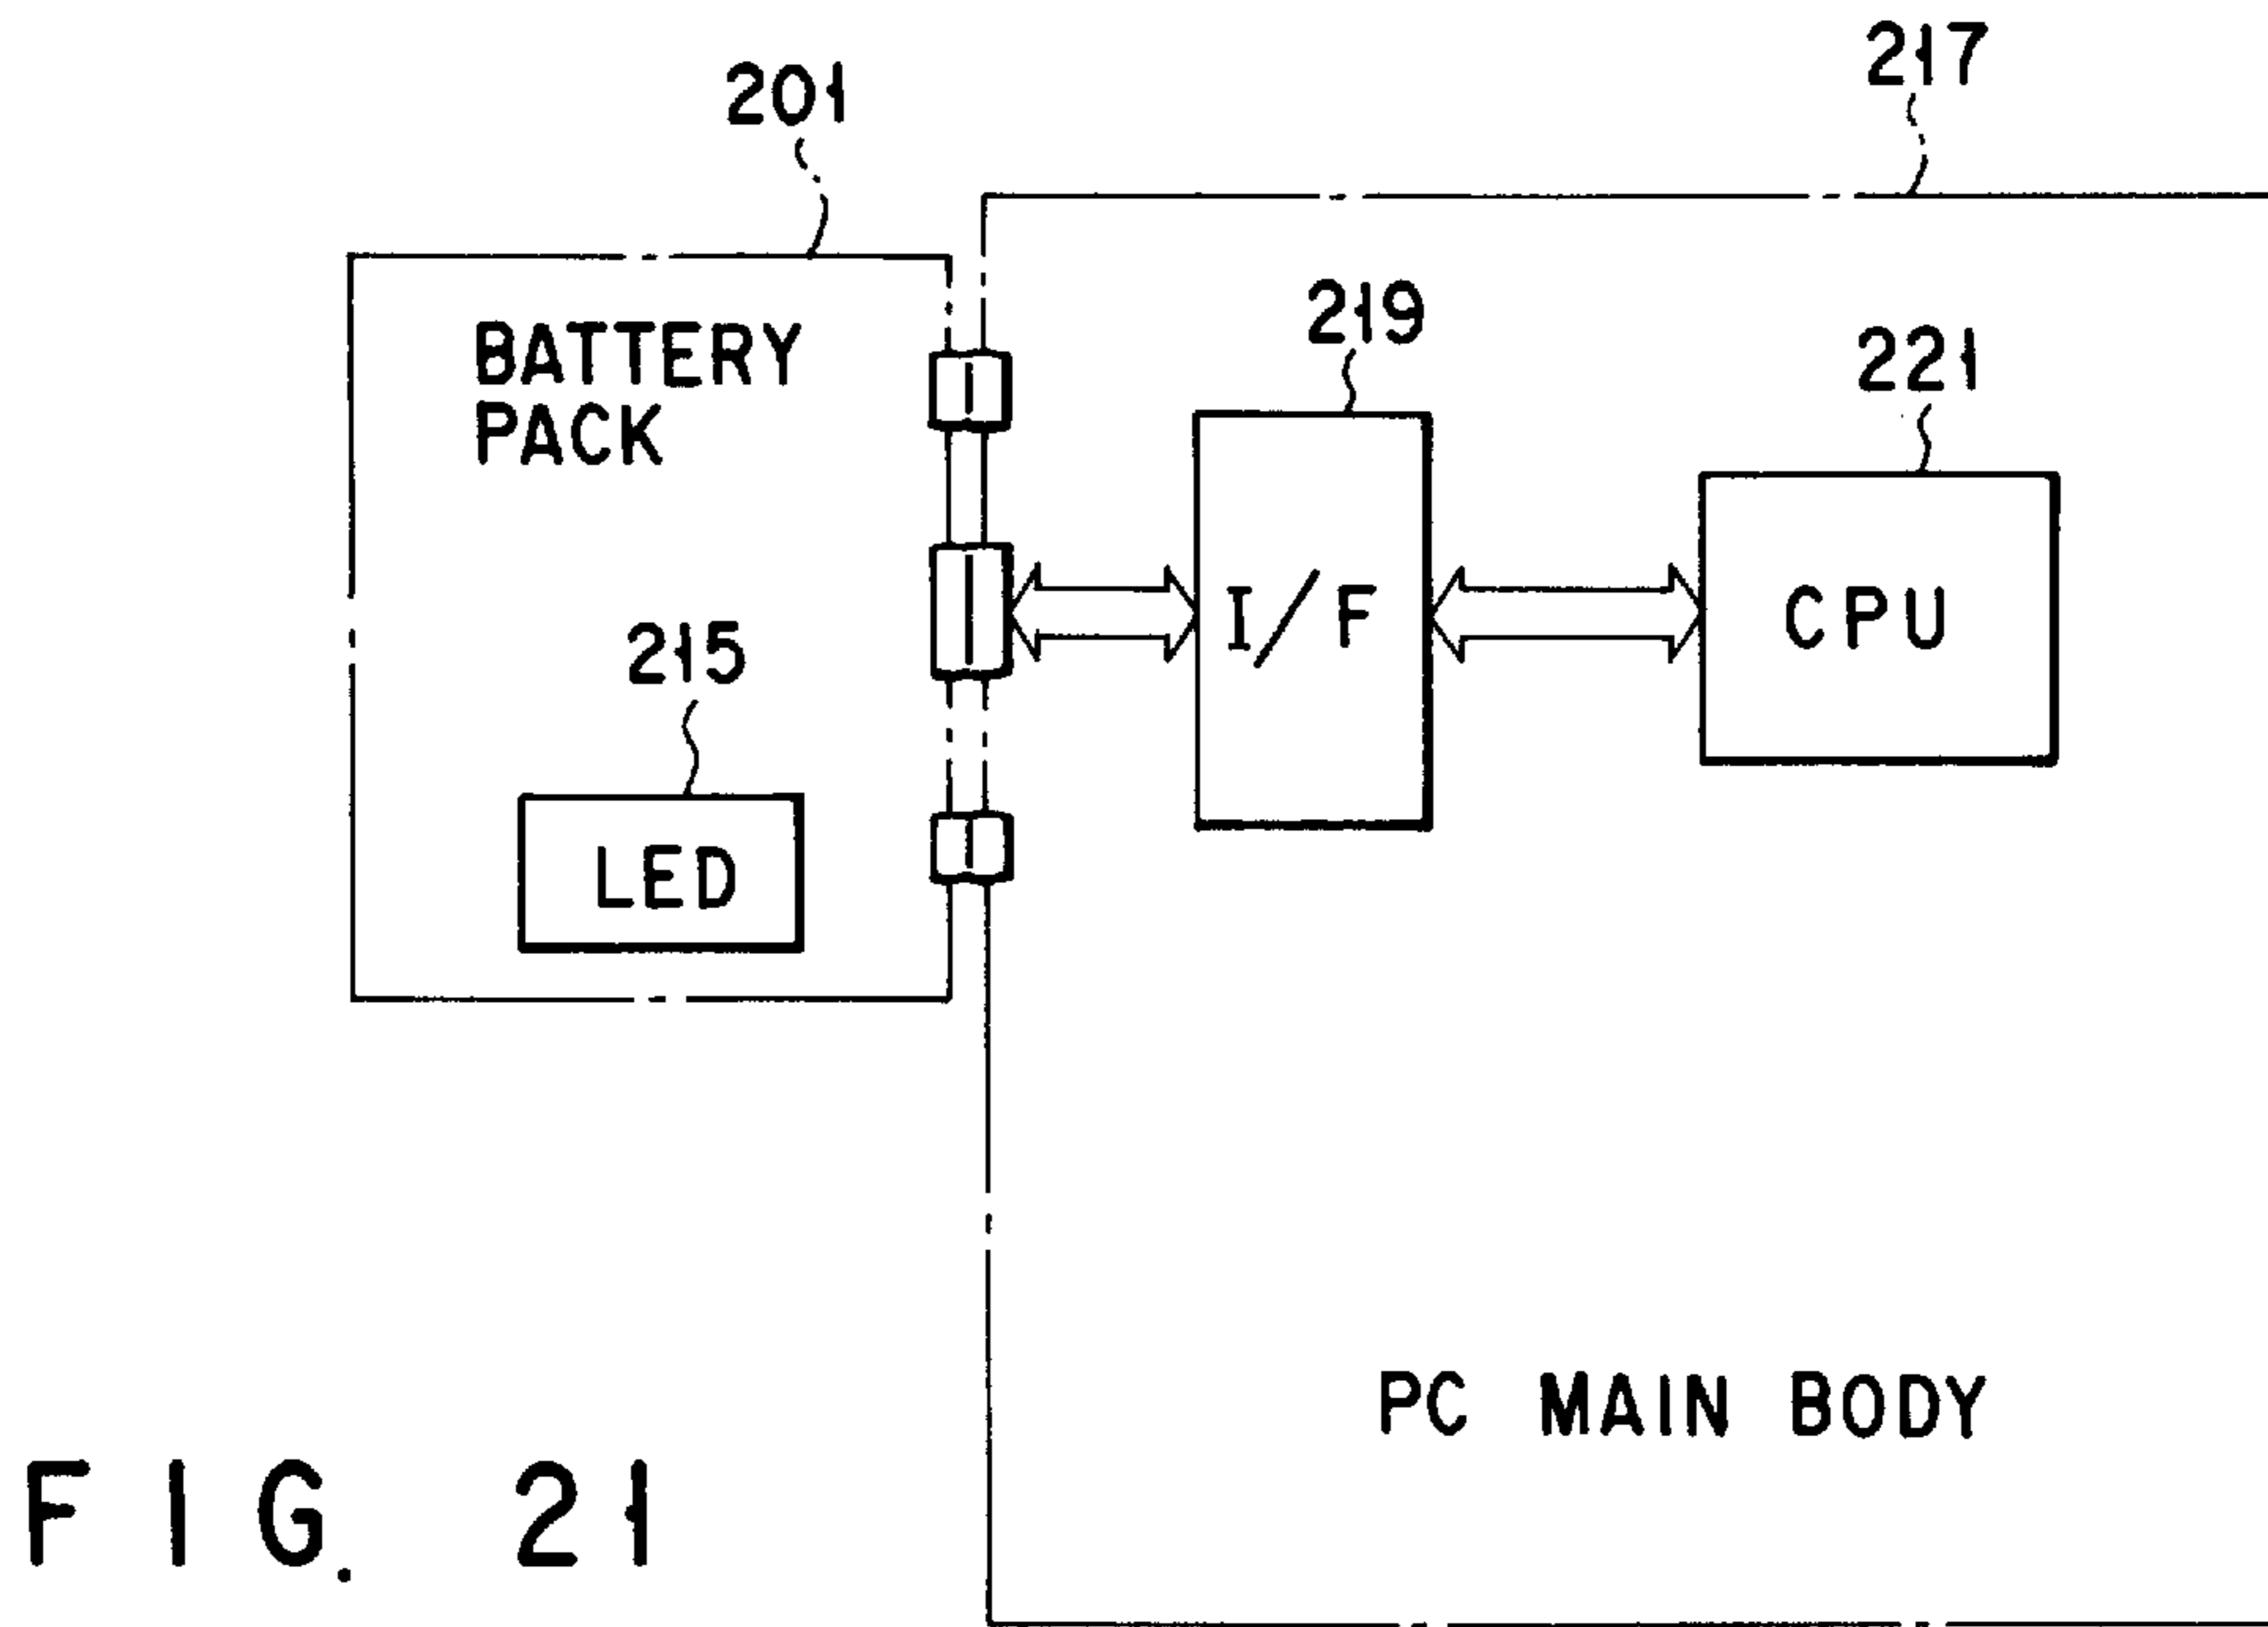 217
201
219
221
BATTERY
PACK
I/F
CPU
215
LED
PC MAIN BODY
FIG. 21